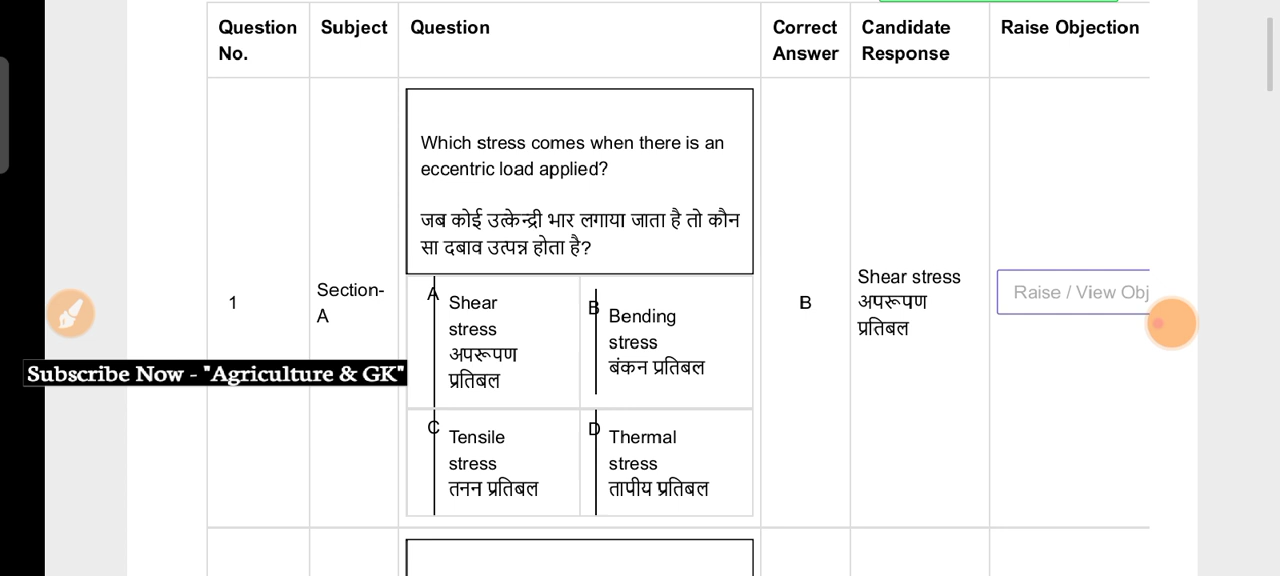 Question No.
Subject
Question
Correct Answer
Candidate Response
Raise Objection
1
Section-A
Which stress comes when there is an
eccentric load applied?
जब कोई उत्केन्द्री भार लगाया जाता है तो कौन
सा दबाव उत्पन्न होता है?
A
Shear
stress
अपरूपण
प्रतिबल
B
Bending
stress
बंकन प्रतिबल
C
Tensile
stress
तनन प्रतिबल
D
Thermal
stress
तापीय प्रतिबल
B
Shear stress
अपरूपण
प्रतिबल
Raise / View Obj
Subscribe Now - "Agriculture & GK"